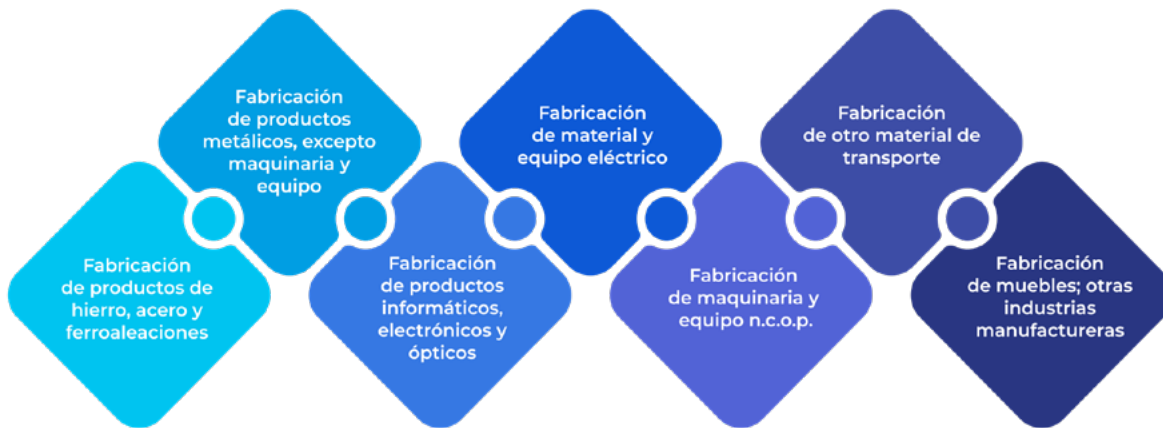 Fabricación
de productos de
hierro, acero y
ferroaleaciones
Fabricación
de productos
metálicos, excepto
maquinaria y
equipo
Fabricación
de productos
informáticos,
electrónicos y
ópticos
Fabricación
de material y
equipo eléctrico
Fabricación
de maquinaria y
equipo n.c.o.p.
Fabricación
de otro material de
transporte
Fabricación
de muebles; otras
industrias
manufactureras